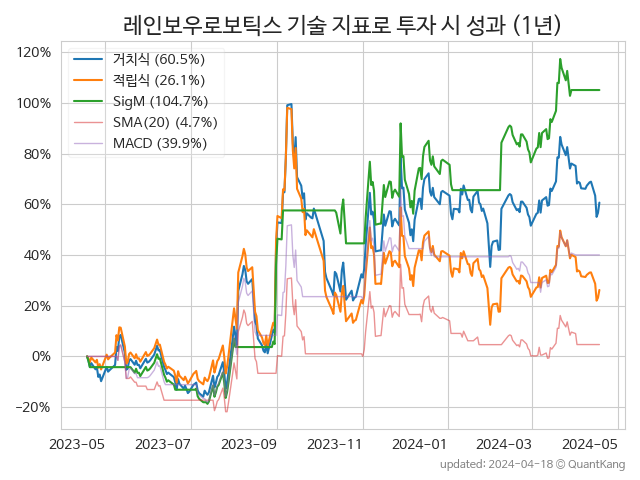 레인보우로보틱스 기술 지표로 투자 시 성과 (1년)
120%
100%
80%
60%
40%
20%
0%
−20%
거치식 (60.5%)
적립식 (26.1%)
SigM (104.7%)
SMA(20) (4.7%)
MACD (39.9%)
2023-05 2023-07 2023-09 2023-11 2024-01 2024-03 2024-05
updated: 2024-04-18 © QuantKang